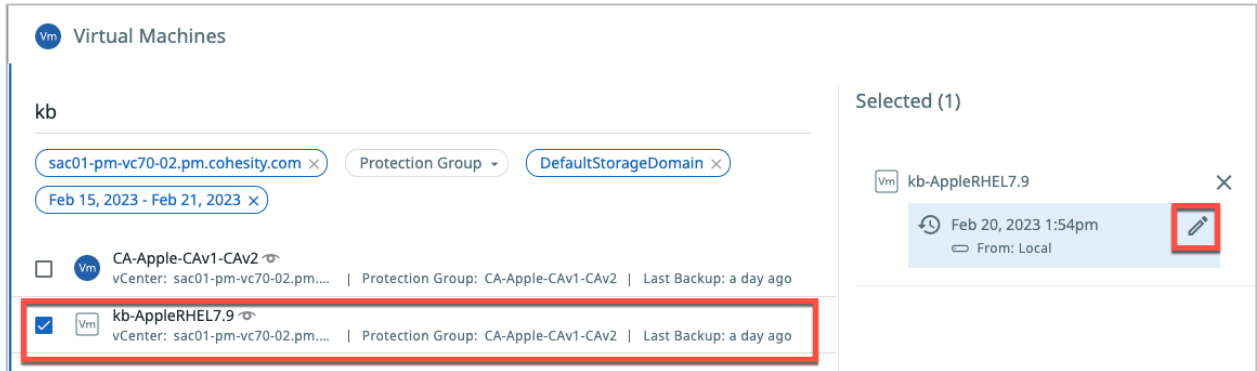 Vm Virtual Machines
kb
sac01-pm-vc70-02.pm.cohesity.com × Protection Group DefaultStorageDomain ×
Feb 15, 2023 - Feb 21, 2023 ×
Vm CA-Apple-CAv1-CAv2
vCenter: sac01-pm-vc70-02.pm.... | Protection Group: CA-Apple-CAv1-CAv2 | Last Backup: a day ago
Vm kb-AppleRHEL7.9
vCenter: sac01-pm-vc70-02.pm.... | Protection Group: CA-Apple-CAv1-CAv2 | Last Backup: a day ago
Selected (1)
Vm kb-AppleRHEL7.9
Feb 20, 2023 1:54pm
From: Local